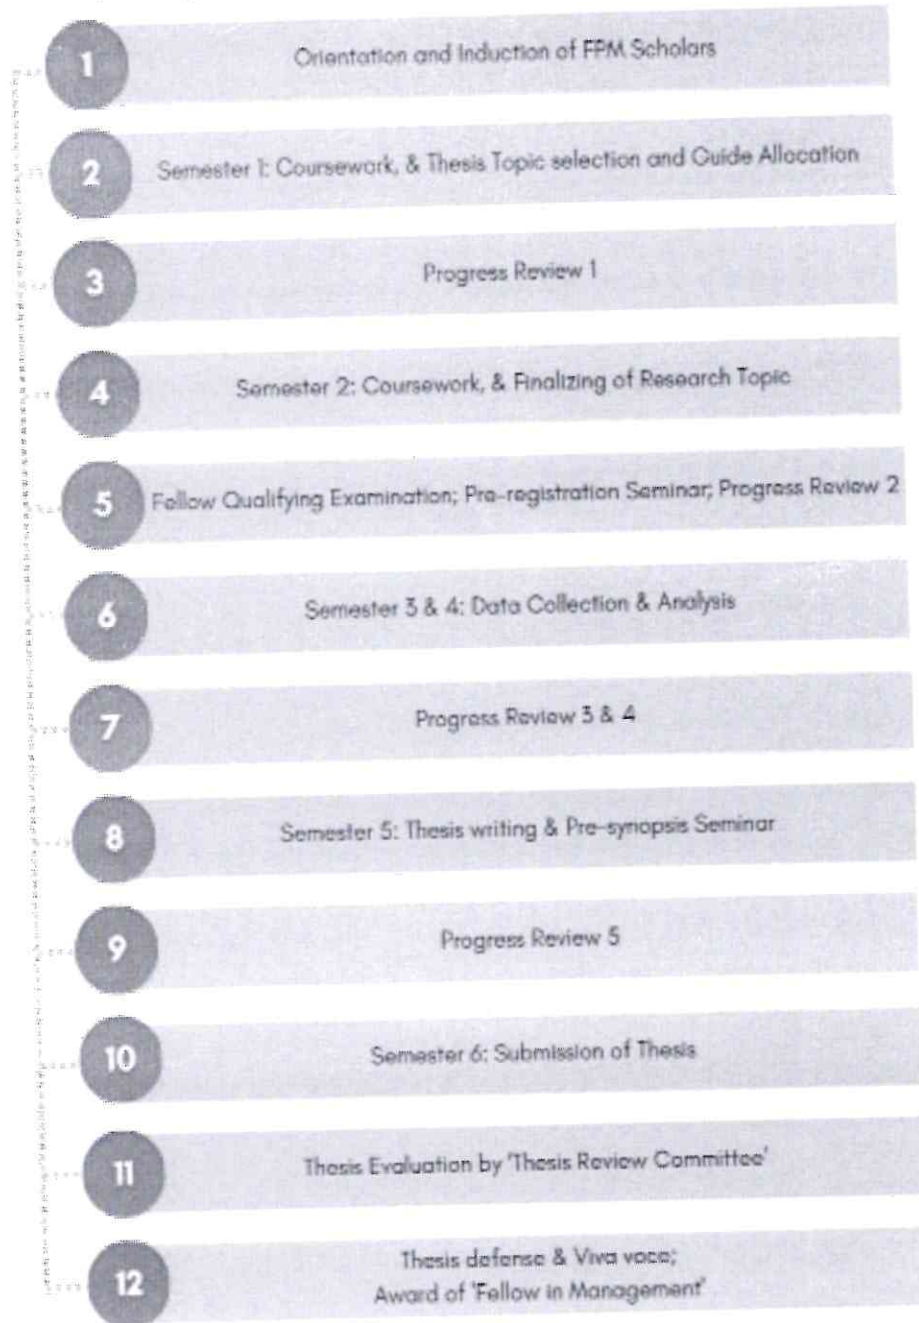 1 Orientation and Induction of FPM Scholars
2 Semester 1: Coursework, & Thesis Topic selection and Guide Allocation
3 Progress Review 1
4 Semester 2: Coursework, & Finalizing of Research Topic
5 Fellow Qualifying Examination; Pre-registration Seminar; Progress Review 2
6 Semester 3 & 4: Data Collection & Analysis
7 Progress Review 3 & 4
8 Semester 5: Thesis writing & Pre-synopsis Seminar
9 Progress Review 5
10 Semester 6: Submission of Thesis
11 Thesis Evaluation by 'Thesis Review Committee'
12 Thesis defense & Viva voce;
Award of 'Fellow in Management'